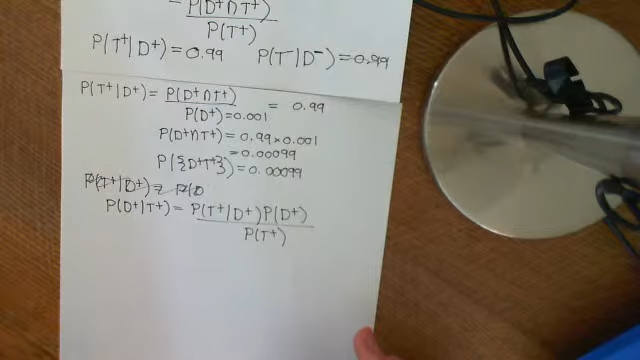 = P(D⁺∩T⁺)
P(T⁺)
P(T⁺|D⁺) = 0.99 P(T⁻|D⁻) = 0.99
P(T⁺|D⁺) = P(D⁺∩T⁺) = 0.99
P(D⁺) = 0.001
P(D⁺∩T⁺) = 0.99 × 0.001
= 0.00099
P({D⁺T⁺}) = 0.00099
P(T⁺|D⁺) =
P(D⁺|T⁺) = P(T⁺|D⁺)P(D⁺)
P(T⁺)